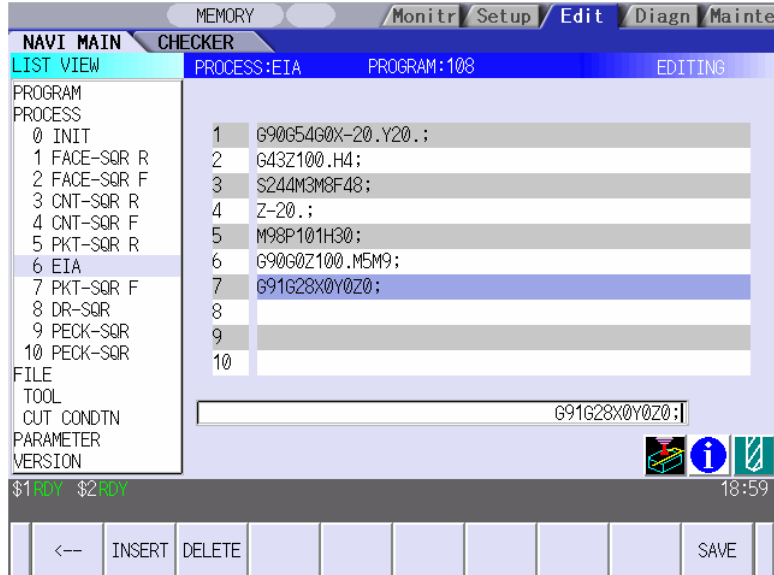 MEMORY Monitr Setup Edit Diagn Mainte
NAVI MAIN CHECKER
LIST VIEW PROCESS:EIA PROGRAM:108 EDITING
PROGRAM
PROCESS
0 INIT
1 FACE-SQR R
2 FACE-SQR F
3 CNT-SQR R
4 CNT-SQR F
5 PKT-SQR R
6 EIA
7 PKT-SQR F
8 DR-SQR
9 PECK-SQR
10 PECK-SQR
FILE
TOOL
CUT CONDTN
PARAMETER
VERSION
1 G90G54G0X-20.Y20.;
2 G43Z100.H4;
3 S244M3M8F48;
4 Z-20.;
5 M98P101H30;
6 G90G0Z100.M5M9;
7 G91G28X0Y0Z0;
8
9
10
G91G28X0Y0Z0;
i
$1RDY $2RDY 18:59
<-- INSERT DELETE SAVE